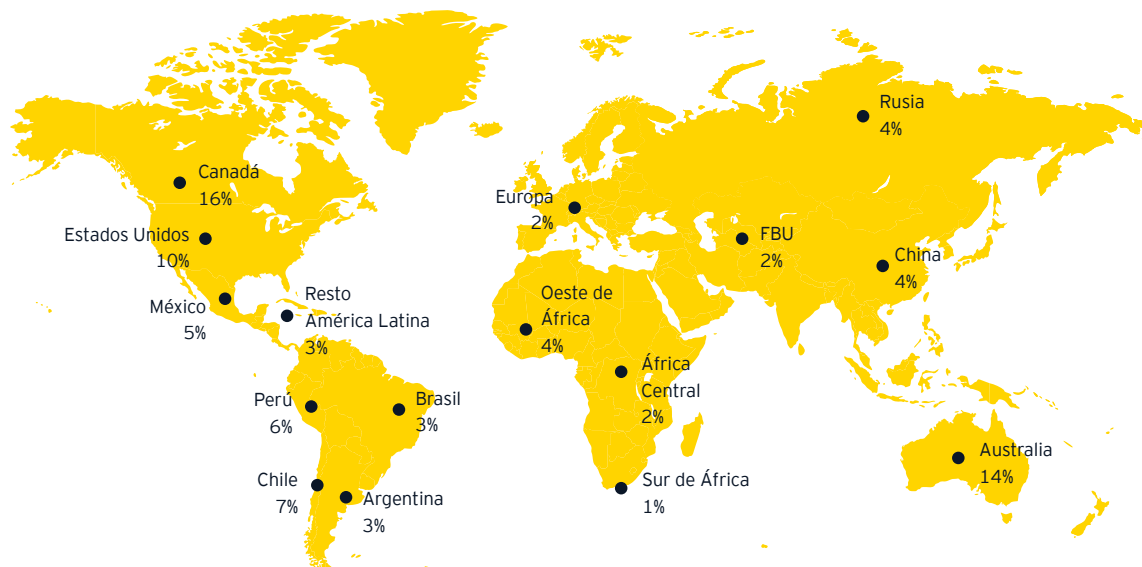 Rusia
4%
Canadá
16%
Europa
2%
Estados Unidos
10%
FBU
2%
China
4%
México
5%
Resto
América Latina
3%
Oeste de
África
4%
África
Central
2%
Perú
6%
Brasil
3%
Australia
14%
Chile
7%
Argentina
3%
Sur de África
1%